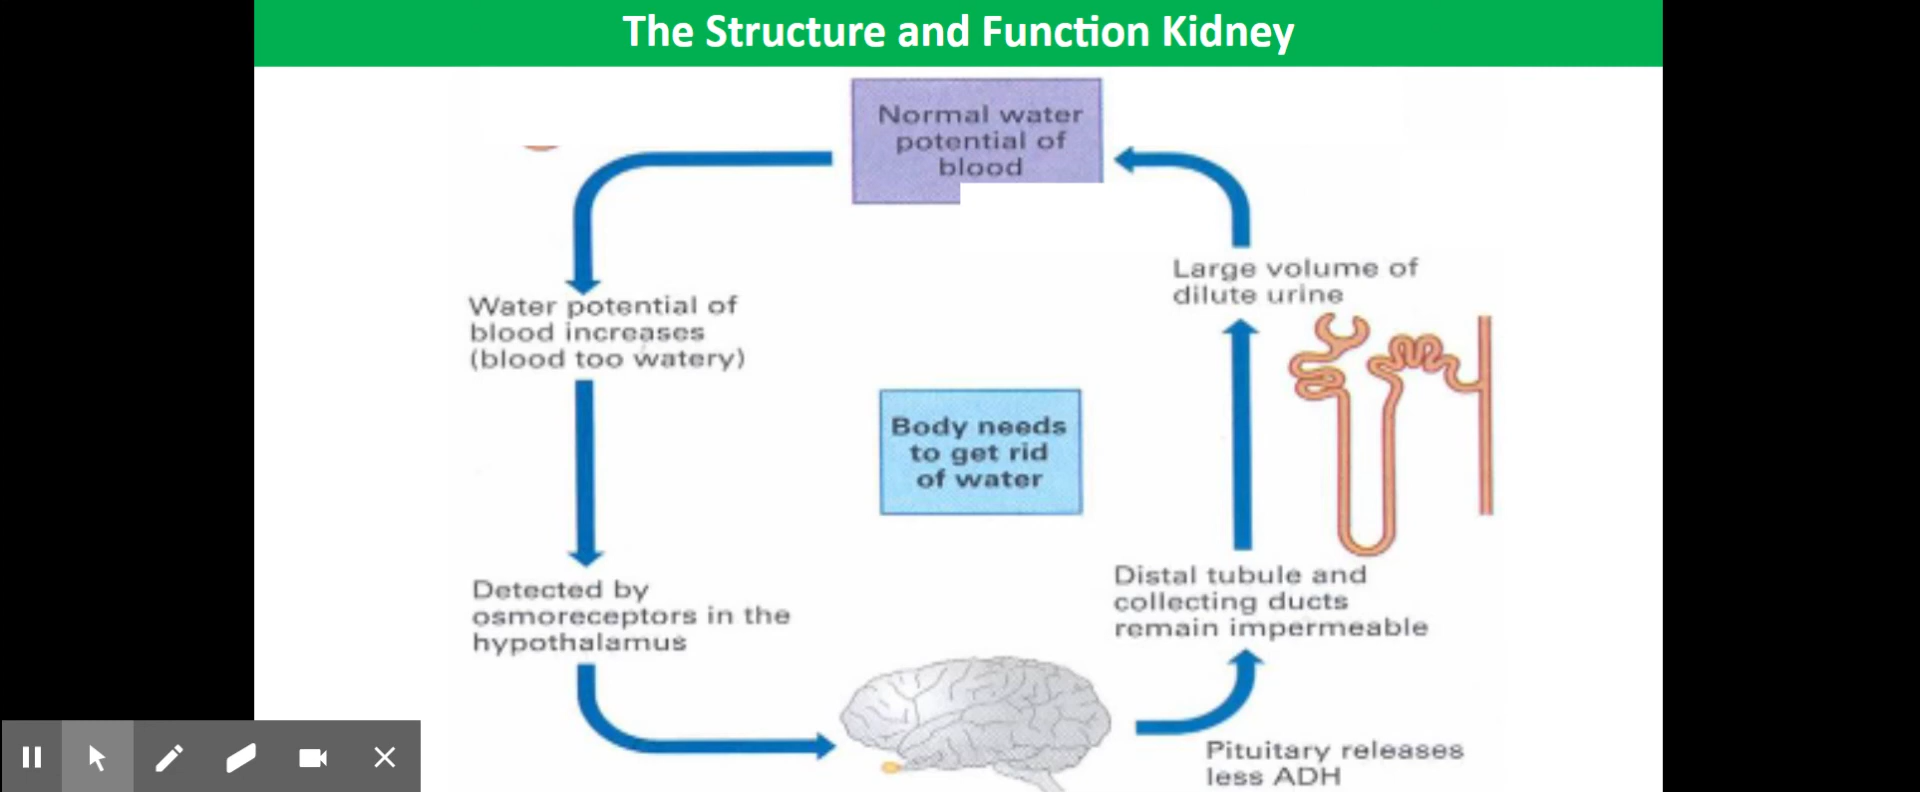 The Structure and Function Kidney
Normal water
potential of
blood
Water potential of
blood increases
(blood too watery)
Detected by
osmoreceptors in the
hypothalamus
Body needs
to get rid
of water
Large volume of
dilute urine
Distal tubule and
collecting ducts
remain impermeable
Pituitary releases
less ADH